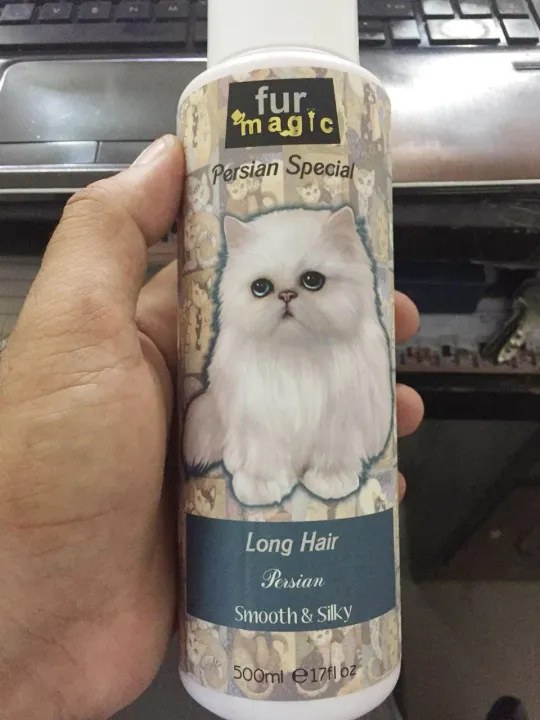 fur
magic
Persian Special
Long Hair
Persian
Smooth & Silky
500ml ℮17fl oz